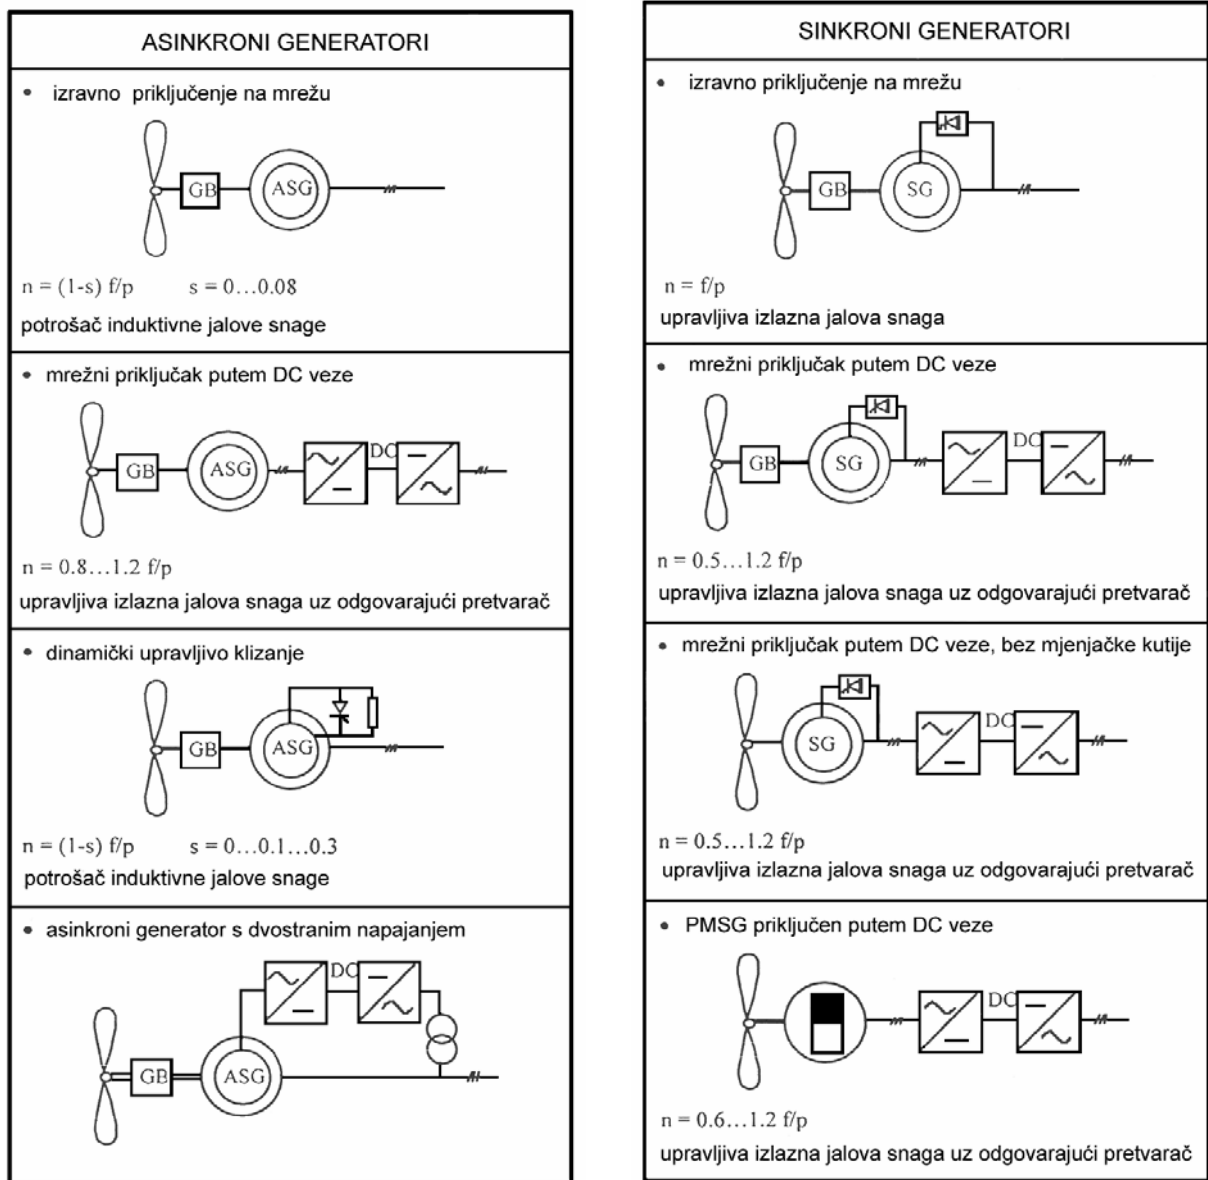 ASINKRONI GENERATORI
• izravno priključenje na mrežu
GB
ASG
n = (1-s) f/p s = 0...0.08
potrošač induktivne jalove snage
• mrežni priključak putem DC veze
GB
ASG
DC
n = 0.8...1.2 f/p
upravljiva izlazna jalova snaga uz odgovarajući pretvarač
• dinamički upravljivo klizanje
GB
ASG
n = (1-s) f/p s = 0...0.1...0.3
potrošač induktivne jalove snage
• asinkroni generator s dvostranim napajanjem
DC
GB
ASG
SINKRONI GENERATORI
• izravno priključenje na mrežu
GB
SG
n = f/p
upravljiva izlazna jalova snaga
• mrežni priključak putem DC veze
GB
SG
DC
n = 0.5...1.2 f/p
upravljiva izlazna jalova snaga uz odgovarajući pretvarač
• mrežni priključak putem DC veze, bez mjenjačke kutije
SG
DC
n = 0.5...1.2 f/p
upravljiva izlazna jalova snaga uz odgovarajući pretvarač
• PMSG priključen putem DC veze
DC
n = 0.6...1.2 f/p
upravljiva izlazna jalova snaga uz odgovarajući pretvarač